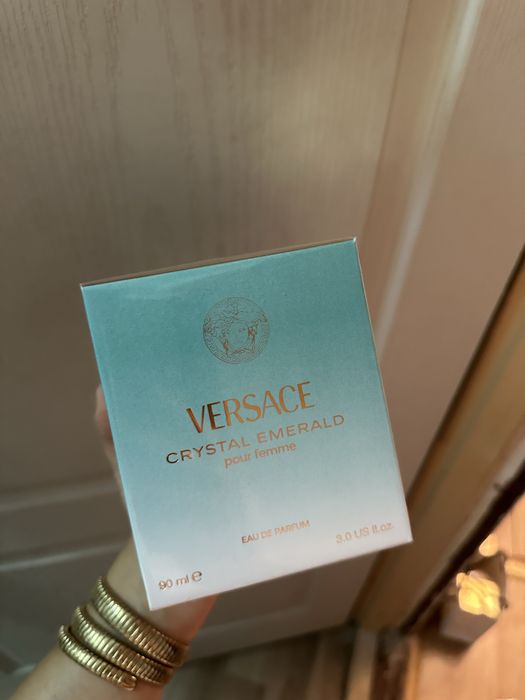 VERSACE
CRYSTAL EMERALD
pour femme
EAU DE PARFUM
90 ml e 3.0 US fl.oz.